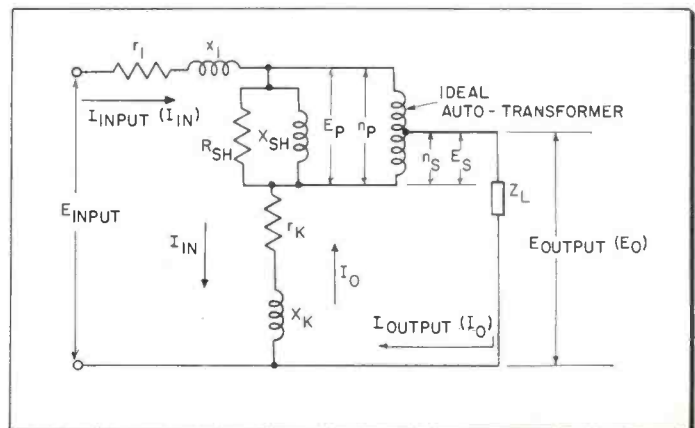 r1
X1
IDEAL
AUTO-TRANSFORMER
IINPUT (IIN)
RSH
XSH
EP
nP
nS
ES
ZL
EINPUT
rK
IIN
IO
EOUTPUT (EO)
XK
IOUTPUT (IO)